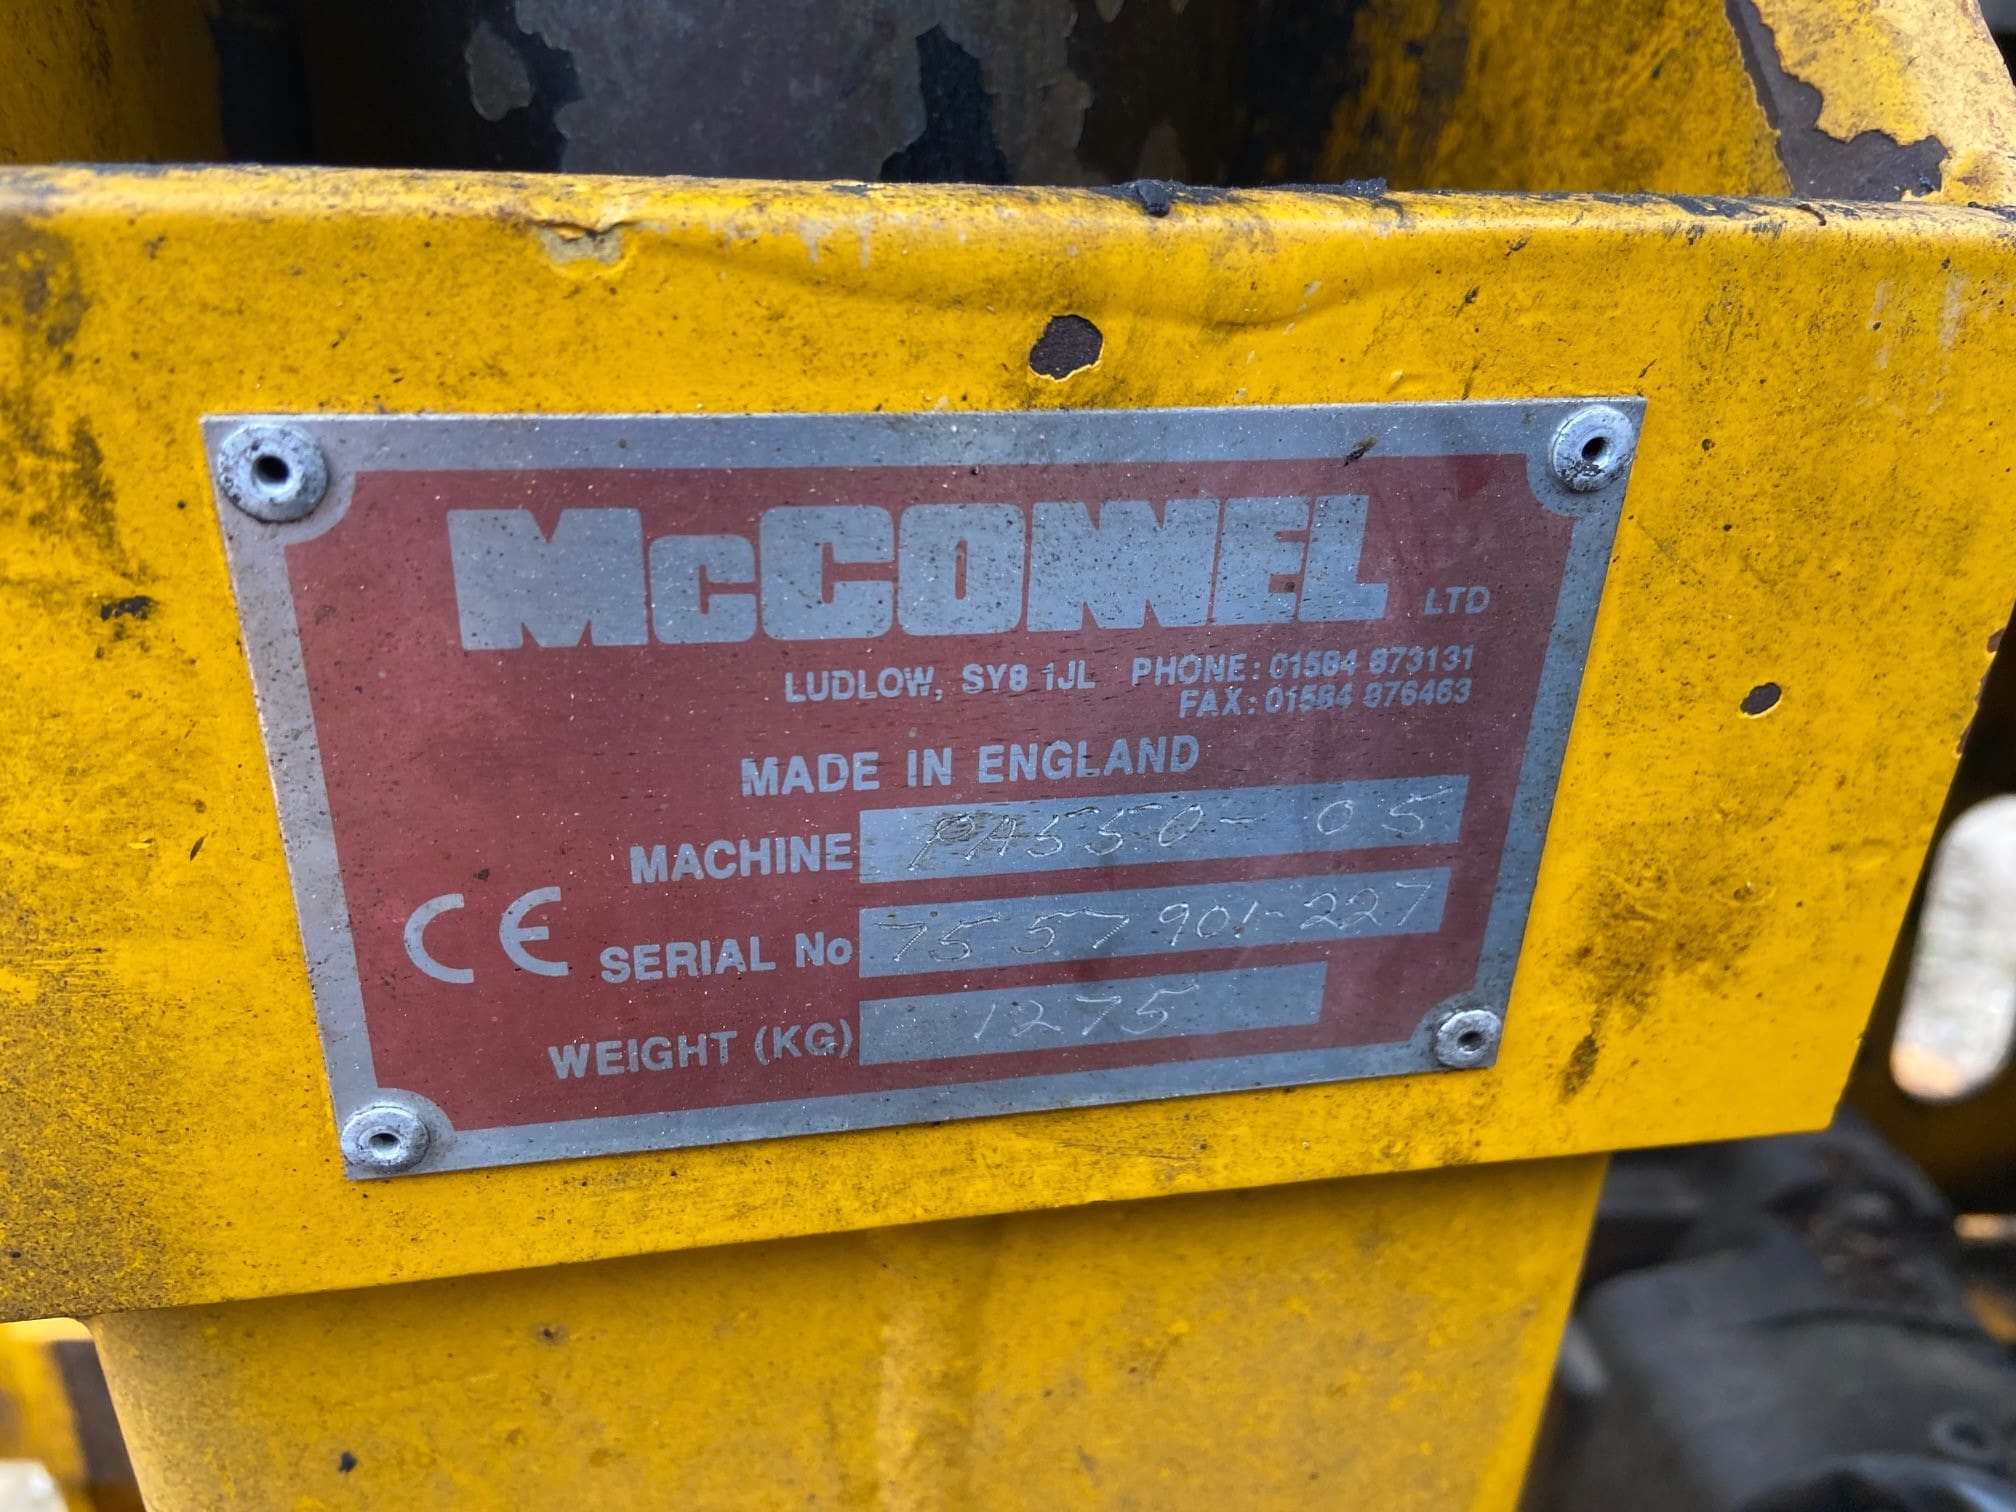 McCONNEL LTD
LUDLOW, SY8 1JL PHONE: 01584 873131
FAX: 01584 876463
MADE IN ENGLAND
MACHINE PA550-05
CE SERIAL No 7557901-227
WEIGHT (KG) 1275